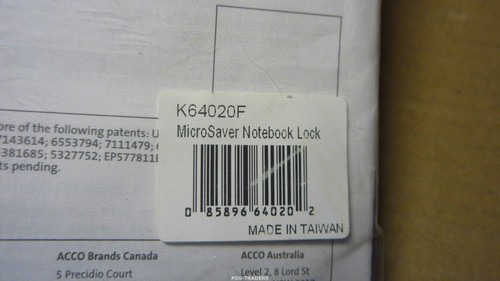 K64020F
MicroSaver Notebook Lock
0 85896 64020 2
MADE IN TAIWAN
ore of the following patents: U
7143614; 6553794; 7111479;
381685; 5327752; EP577811
ts pending.
ACCO Brands Canada
5 Precidio Court
ACCO Australia
Level 2, 8 Lord St
POS-TRADERS